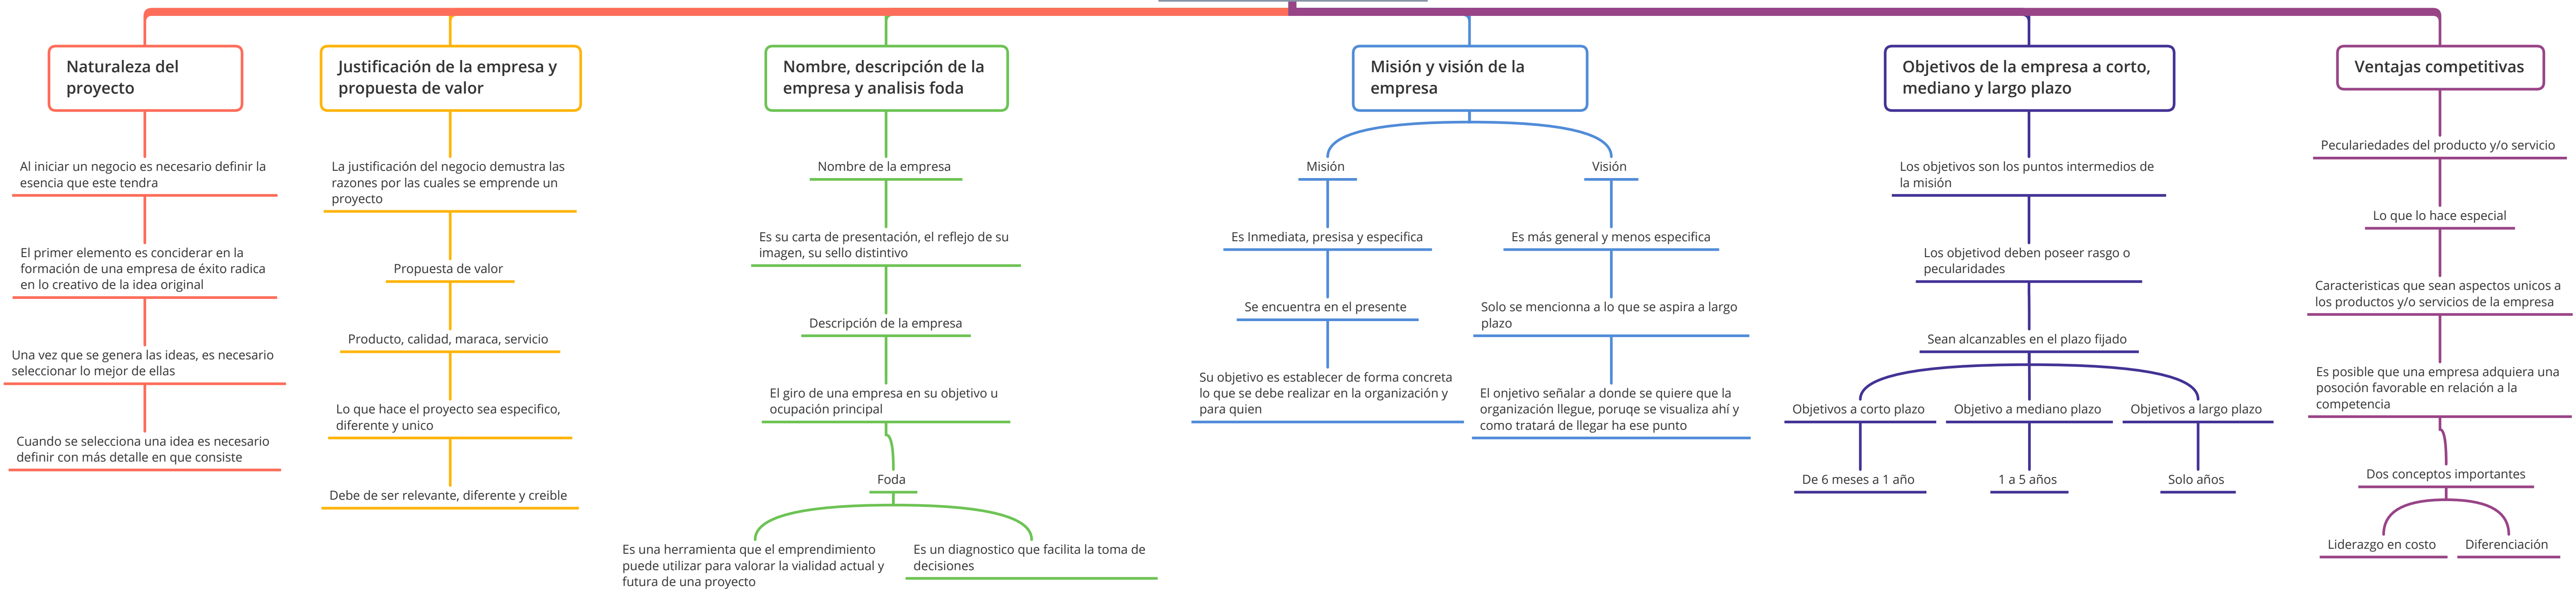 Naturaleza del
proyecto
Al iniciar un negocio es necesario definir la
esencia que este tendra
El primer elemento es conciderar en la
formación de una empresa de éxito radica
en lo creativo de la idea original
Una vez que se genera las ideas, es necesario
seleccionar lo mejor de ellas
Cuando se selecciona una idea es necesario
definir con más detalle en que consiste
Justificación de la empresa y
propuesta de valor
La justificación del negocio demustra las
razones por las cuales se emprende un
proyecto
Propuesta de valor
Producto, calidad, maraca, servicio
Lo que hace el proyecto sea especifico,
diferente y unico
Debe de ser relevante, diferente y creible
Nombre, descripción de la
empresa y analisis foda
Nombre de la empresa
Es su carta de presentación, el reflejo de su
imagen, su sello distintivo
Descripción de la empresa
El giro de una empresa en su objetivo u
ocupación principal
Foda
Es una herramienta que el emprendimiento
puede utilizar para valorar la vialidad actual y
futura de una proyecto
Es un diagnostico que facilita la toma de
decisiones
Misión y visión de la
empresa
Misión
Es Inmediata, presisa y especifica
Se encuentra en el presente
Su objetivo es establecer de forma concreta
lo que se debe realizar en la organización y
para quien
Visión
Es más general y menos especifica
Solo se mencionna a lo que se aspira a largo
plazo
El onjetivo señalar a donde se quiere que la
organización llegue, poruqe se visualiza ahí y
como tratará de llegar ha ese punto
Objetivos de la empresa a corto,
mediano y largo plazo
Los objetivos son los puntos intermedios de
la misión
Los objetivod deben poseer rasgo o
pecularidades
Sean alcanzables en el plazo fijado
Objetivos a corto plazo
De 6 meses a 1 año
Objetivo a mediano plazo
1 a 5 años
Objetivos a largo plazo
Solo años
Ventajas competitivas
Peculariedades del producto y/o servicio
Lo que lo hace especial
Caracteristicas que sean aspectos unicos a
los productos y/o servicios de la empresa
Es posible que una empresa adquiera una
posoción favorable en relación a la
competencia
Dos conceptos importantes
Liderazgo en costo
Diferenciación